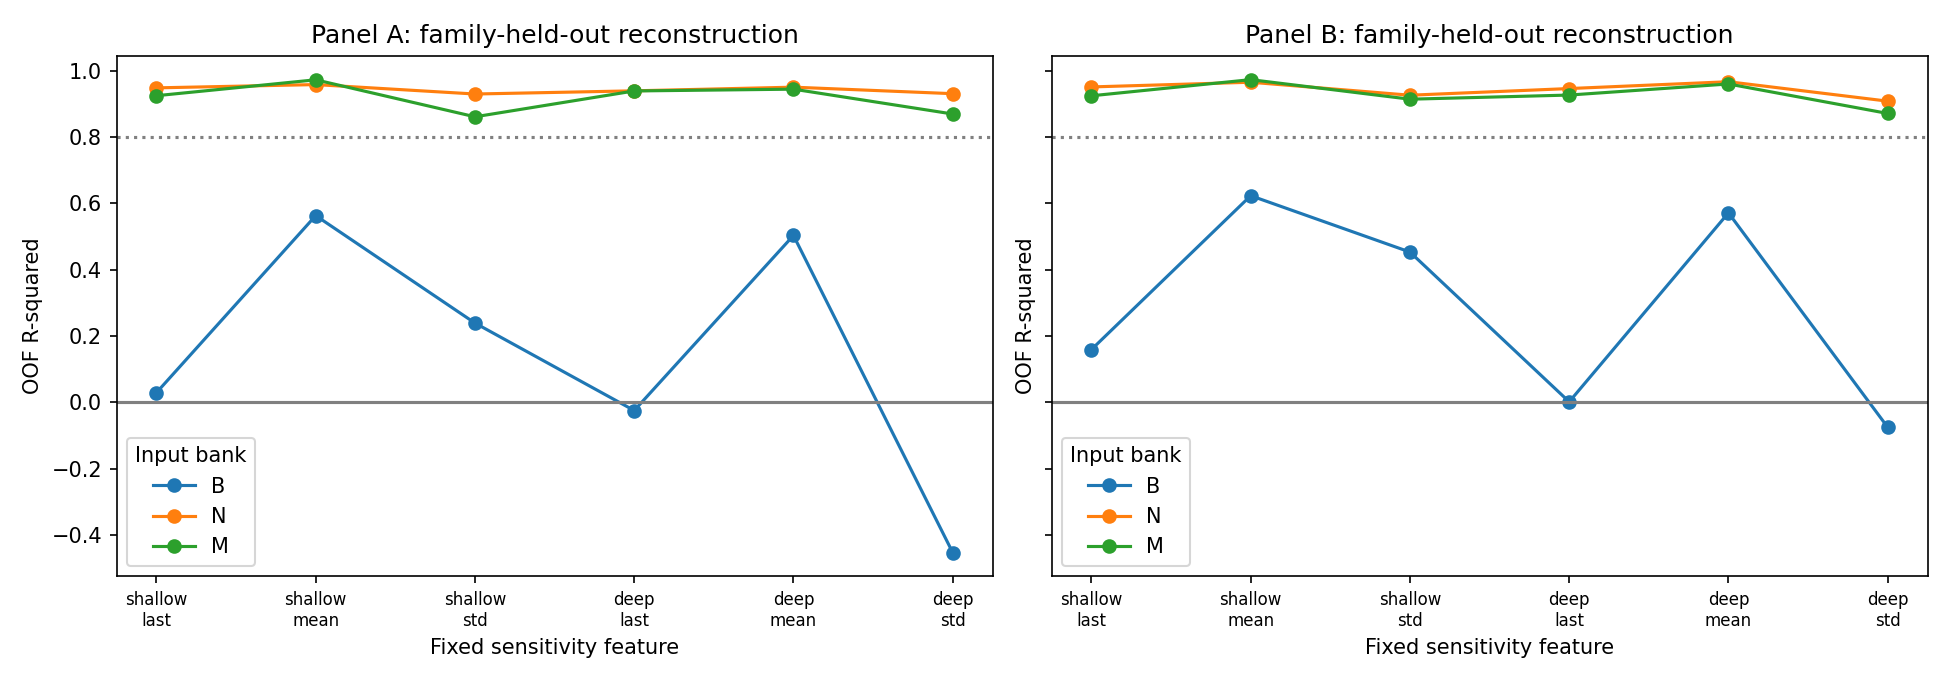 Panel A: family-held-out reconstruction
OOF R-squared
1.0
0.8
0.6
0.4
0.2
0.0
−0.2
−0.4
Input bank
B
N
M
shallow last
shallow mean
shallow std
deep last
deep mean
deep std
Fixed sensitivity feature
Panel B: family-held-out reconstruction
OOF R-squared
Input bank
B
N
M
shallow last
shallow mean
shallow std
deep last
deep mean
deep std
Fixed sensitivity feature